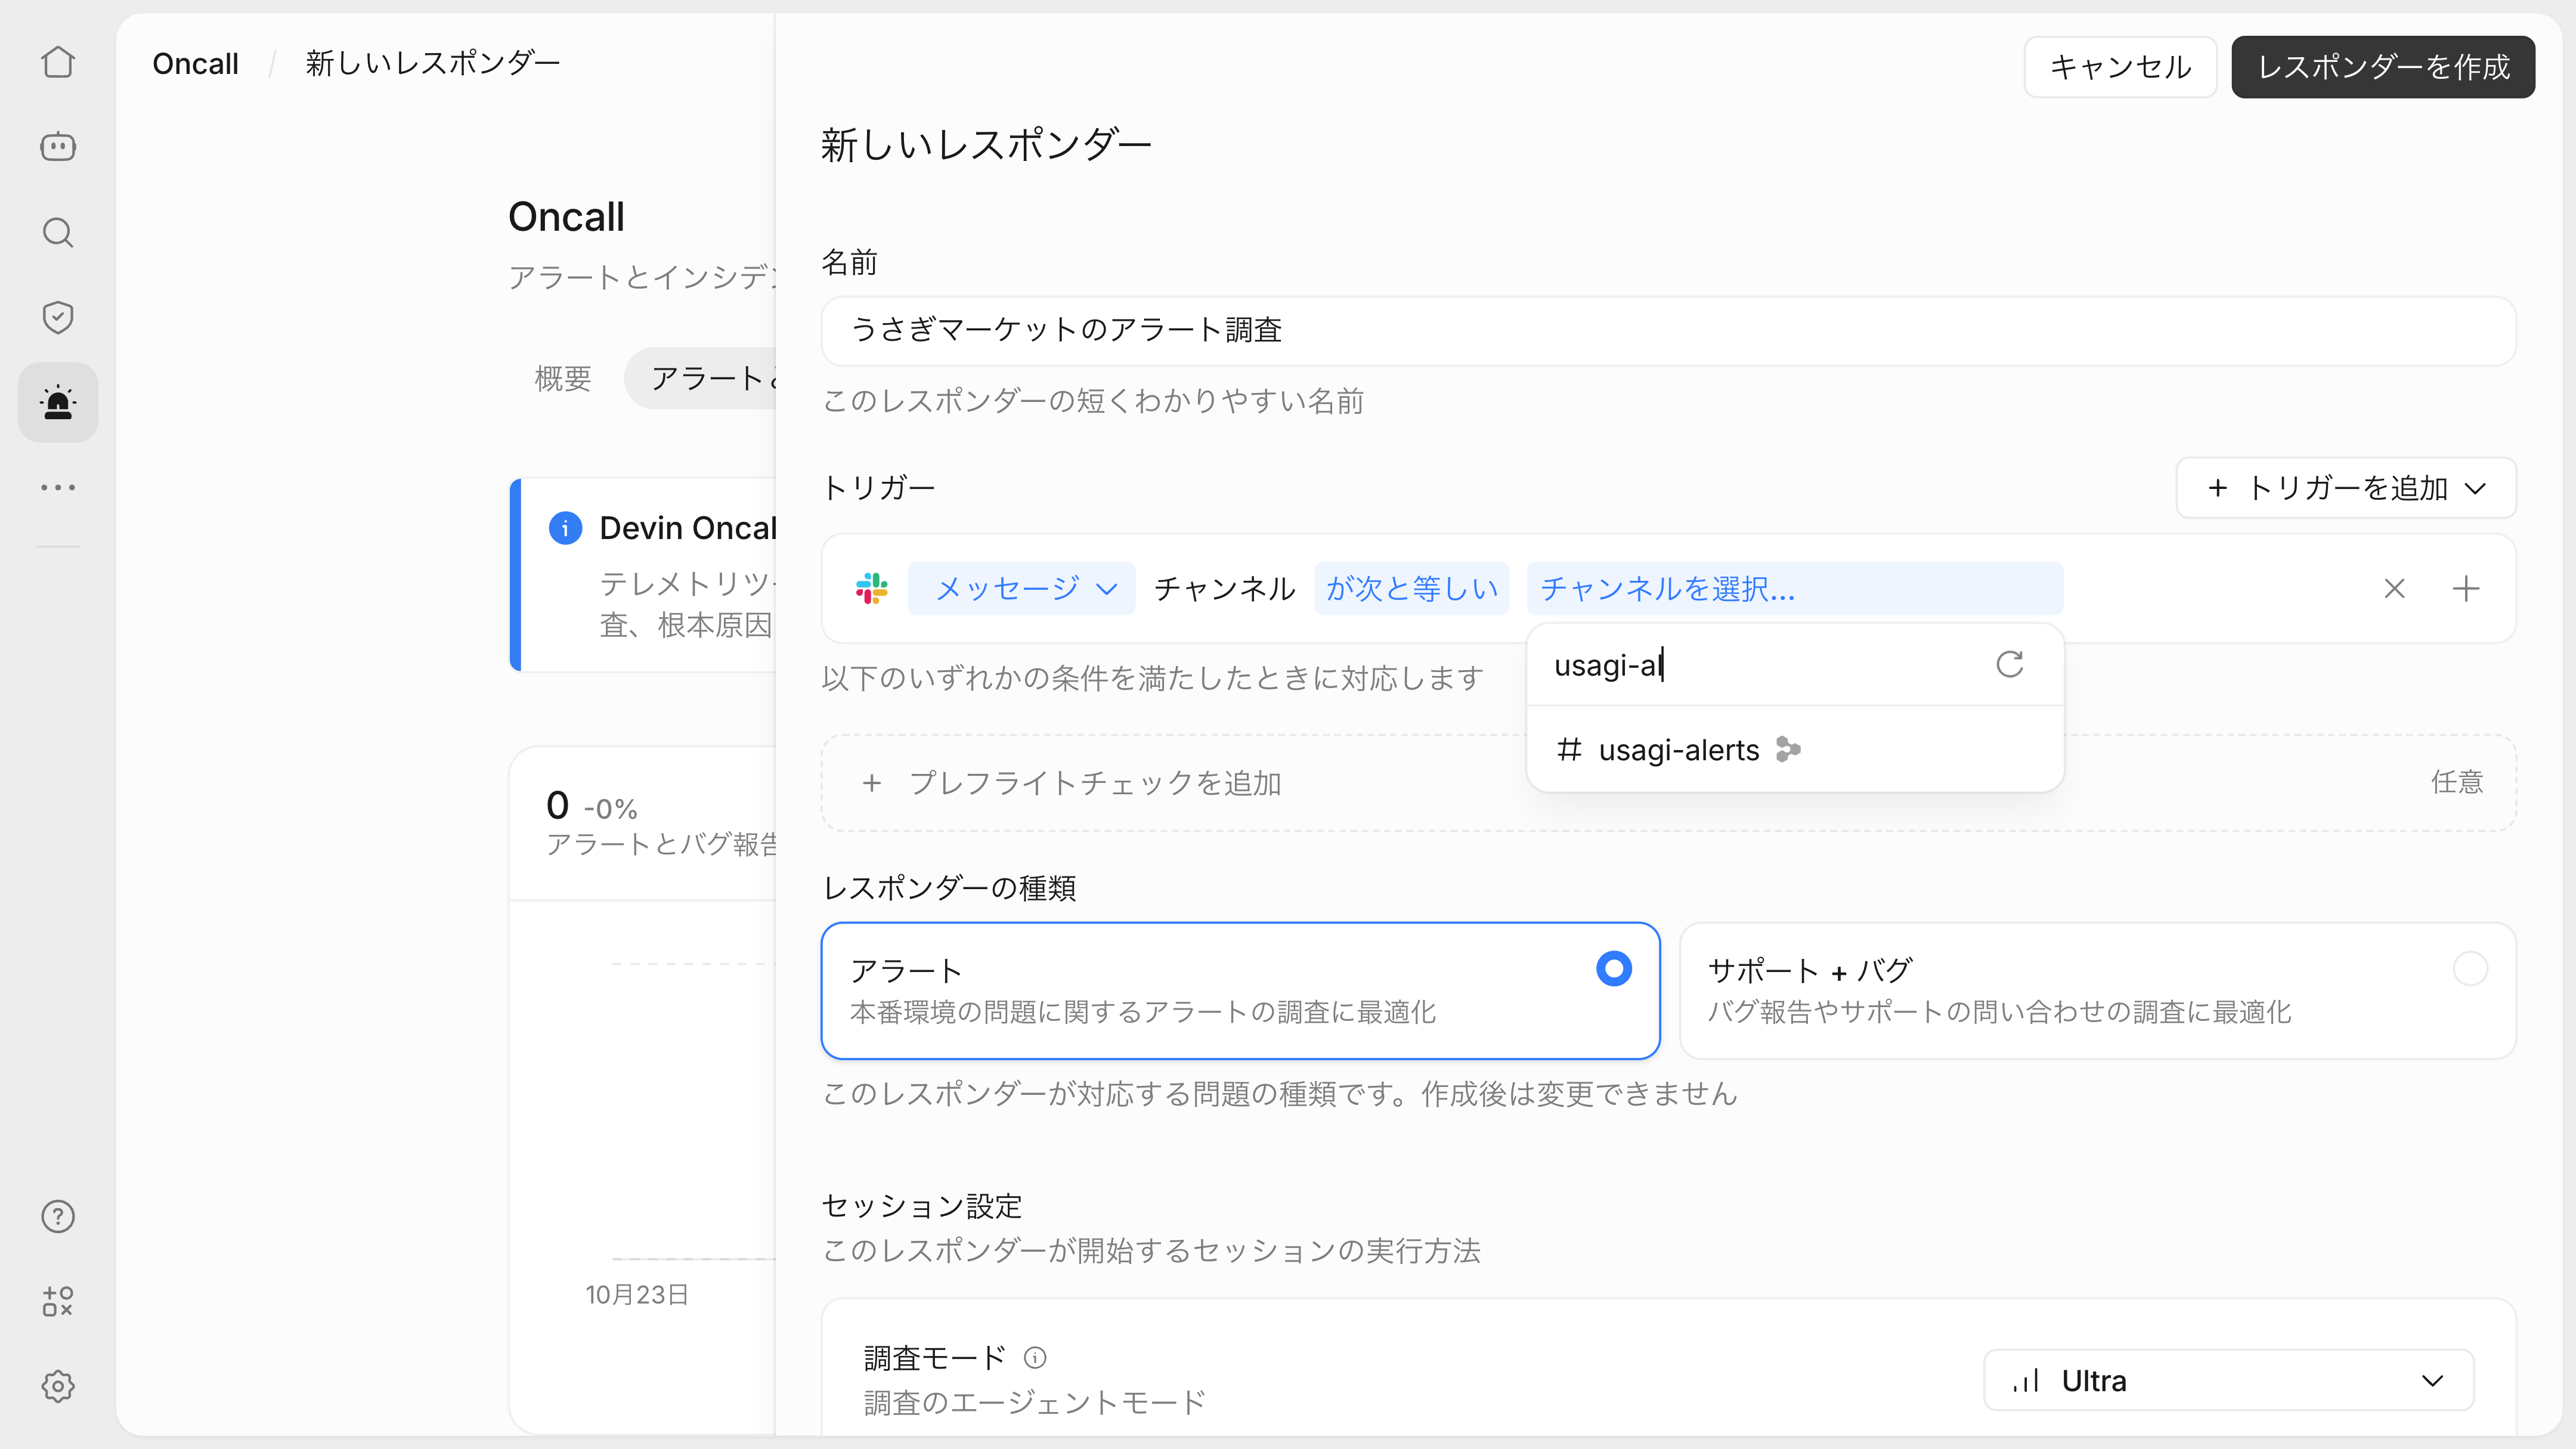 Oncall / 新しいレスポンダー
キャンセル
レスポンダーを作成
新しいレスポンダー
Oncall
アラートとインシデ
概要
アラート
Devin Oncal
テレメトリツ
査、根本原因
0 -0%
アラートとバグ報告
10月23日
名前
うさぎマーケットのアラート調査
このレスポンダーの短くわかりやすい名前
トリガー
+ トリガーを追加
メッセージ チャンネル が次と等しい チャンネルを選択...
usagi-al
# usagi-alerts
以下のいずれかの条件を満たしたときに対応します
+ プレフライトチェックを追加
任意
レスポンダーの種類
アラート
本番環境の問題に関するアラートの調査に最適化
サポート + バグ
バグ報告やサポートの問い合わせの調査に最適化
このレスポンダーが対応する問題の種類です。作成後は変更できません
セッション設定
このレスポンダーが開始するセッションの実行方法
調査モード
調査のエージェントモード
Ultra